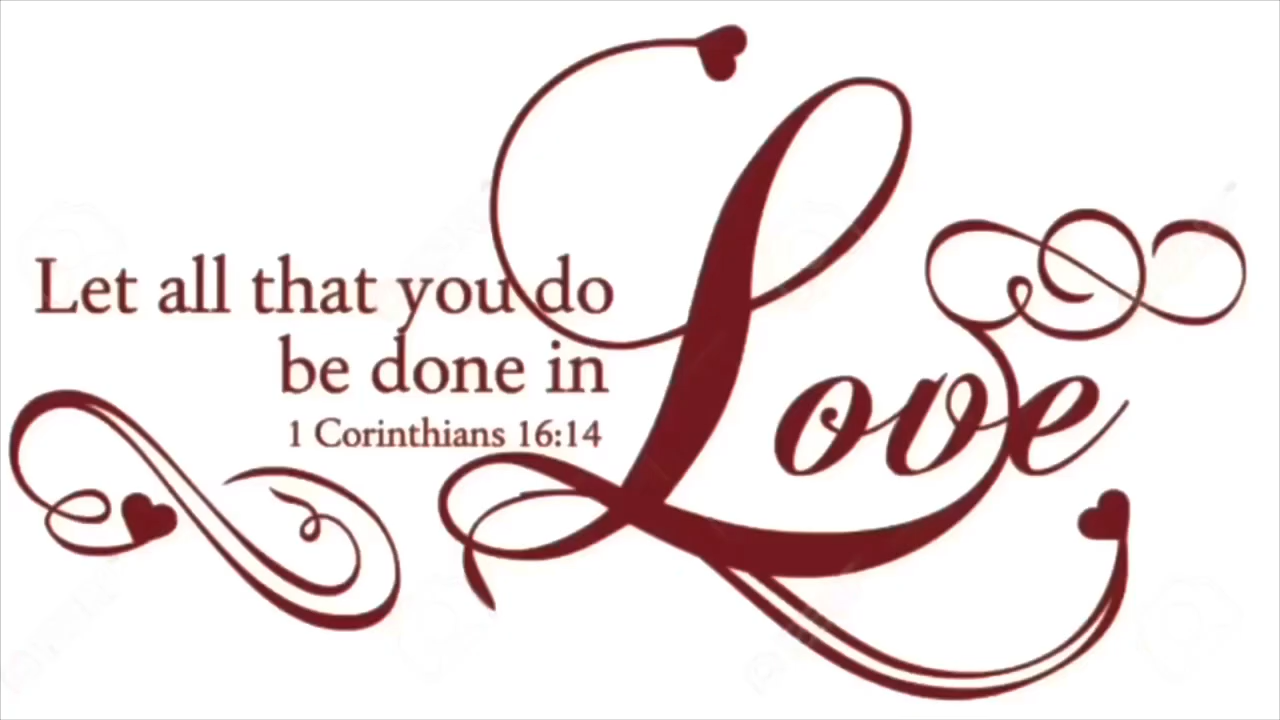 Let all that you do
be done in
Love
1 Corinthians 16:14